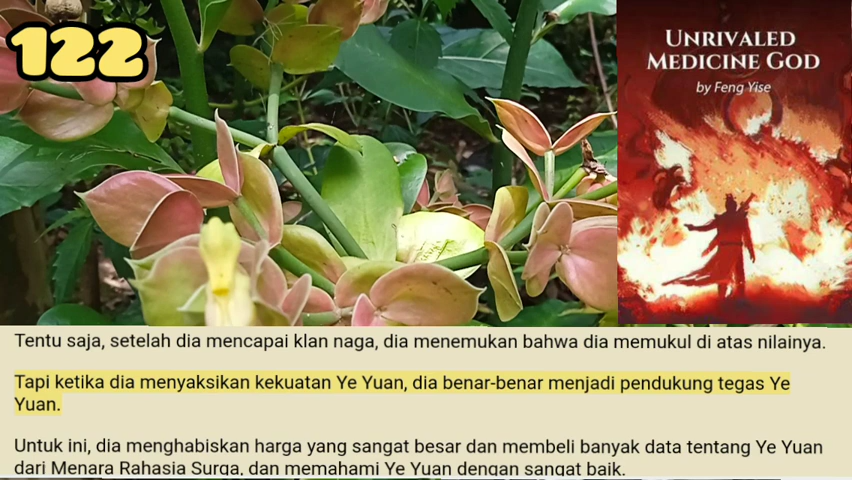 122
UNRIVALED
MEDICINE GOD
by Feng Yise
Tentu saja, setelah dia mencapai klan naga, dia menemukan bahwa dia memukul di atas nilainya.
Tapi ketika dia menyaksikan kekuatan Ye Yuan, dia benar-benar menjadi pendukung tegas Ye
Yuan.
Untuk ini, dia menghabiskan harga yang sangat besar dan membeli banyak data tentang Ye Yuan
dari Menara Rahasia Surga, dan memahami Ye Yuan dengan sangat baik.